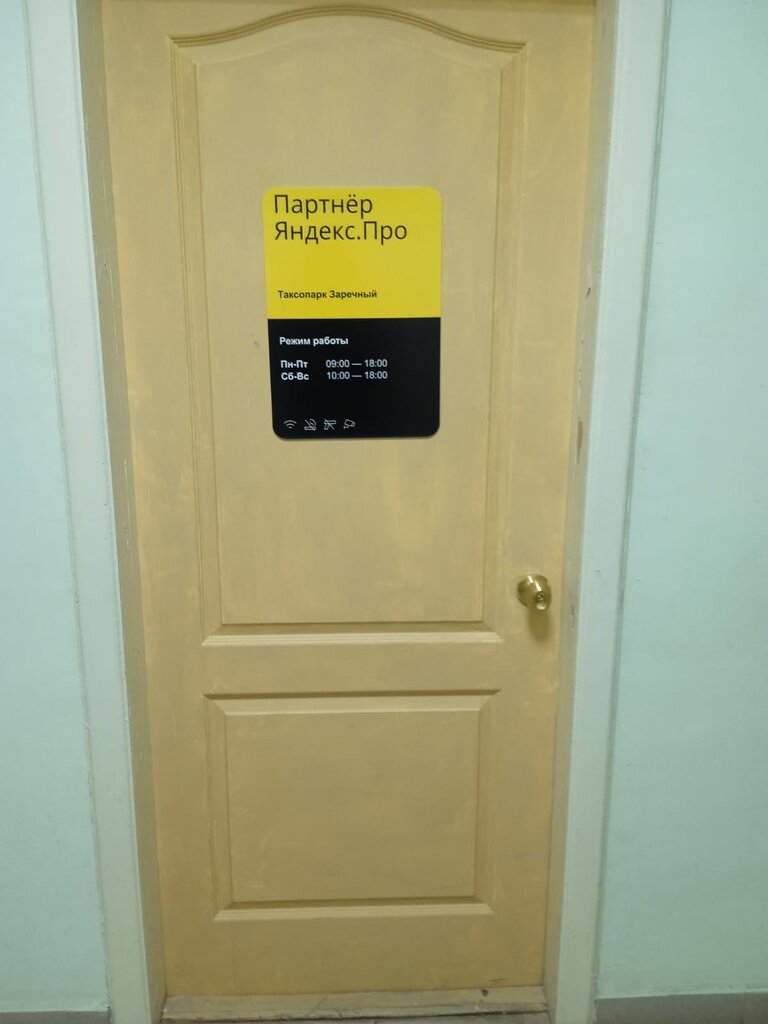 Партнёр
Яндекс.Про
Таксопарк Заречный
Режим работы
Пн-Пт 09:00 — 18:00
Сб-Вс 10:00 — 18:00